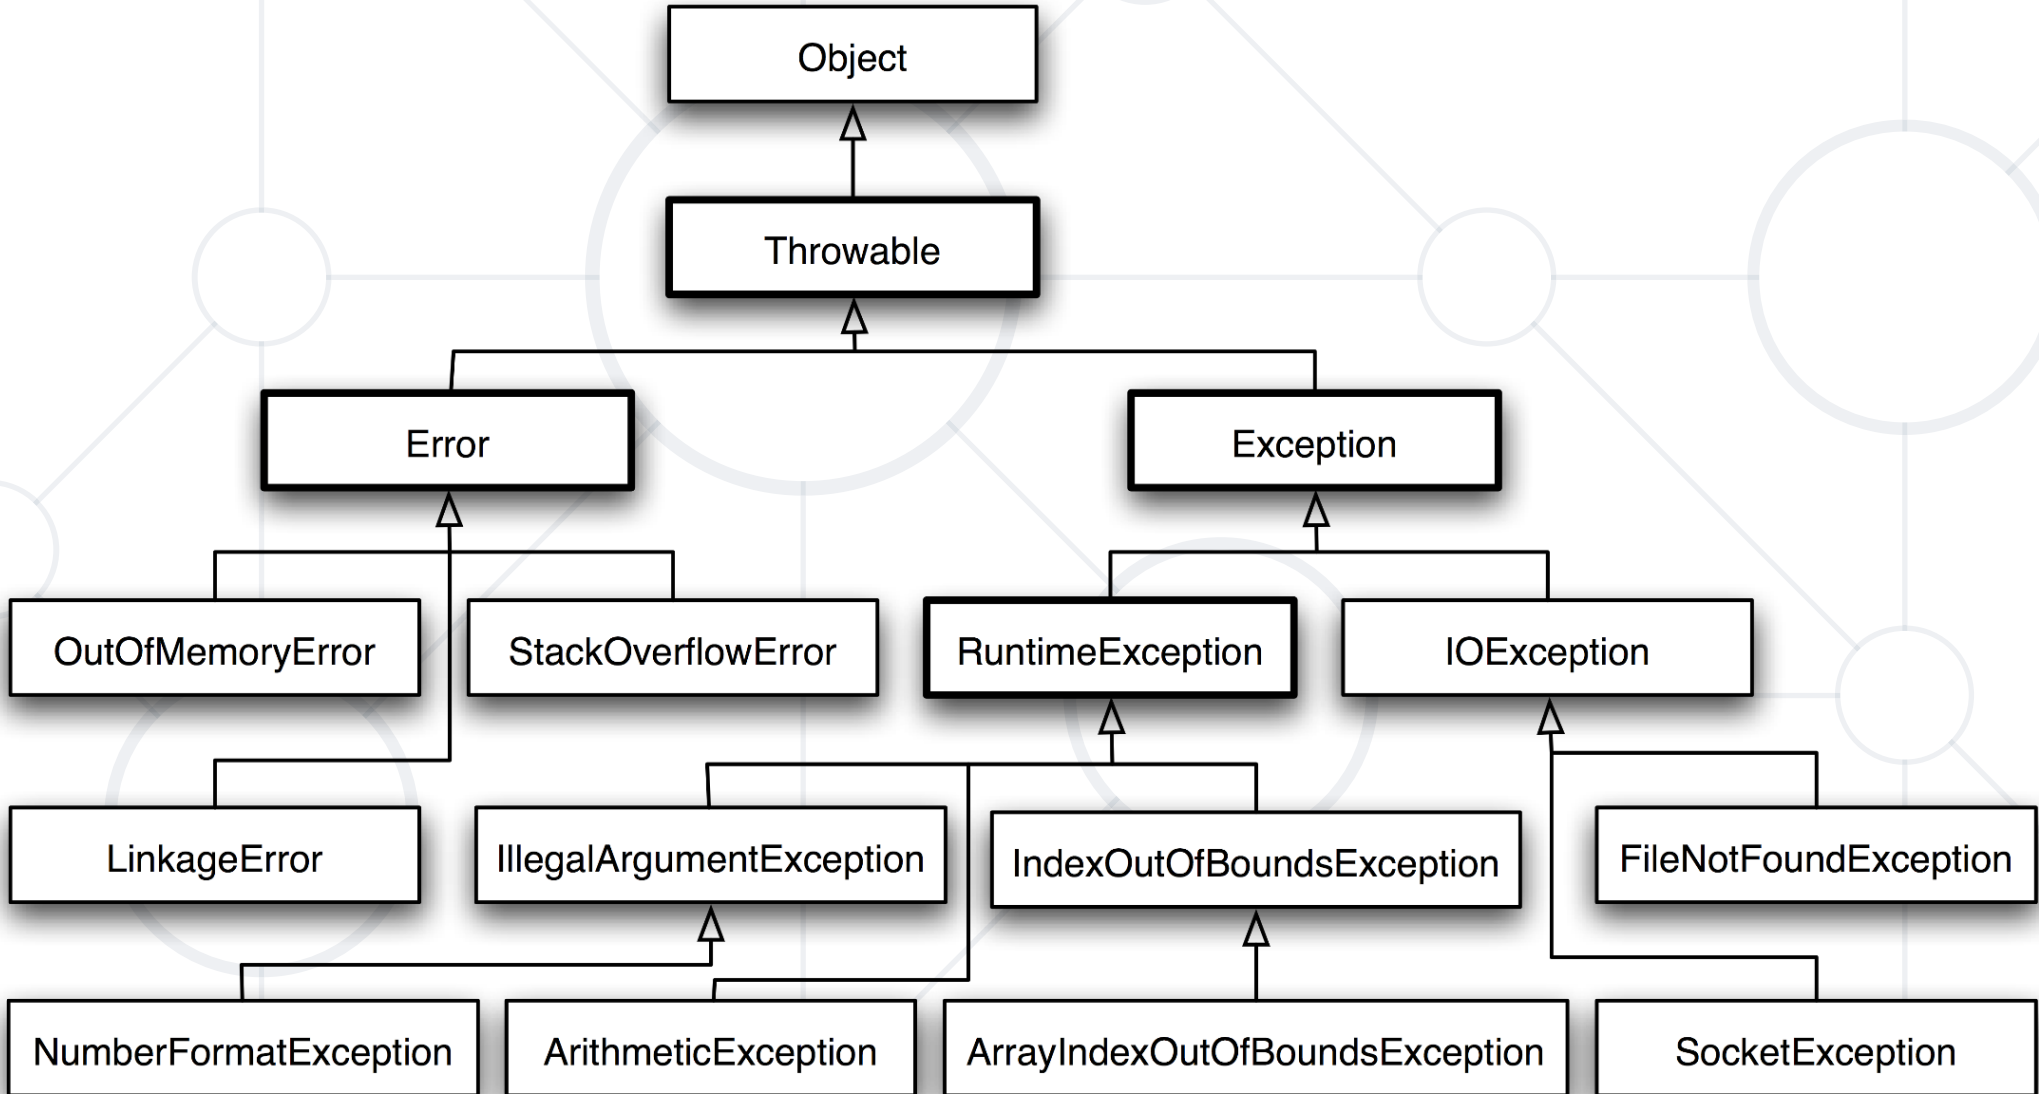 Object
Throwable
Error
Exception
OutOfMemoryError
StackOverflowError
RuntimeException
IOException
LinkageError
IllegalArgumentException
IndexOutOfBoundsException
FileNotFoundException
NumberFormatException
ArithmeticException
ArrayIndexOutOfBoundsException
SocketException